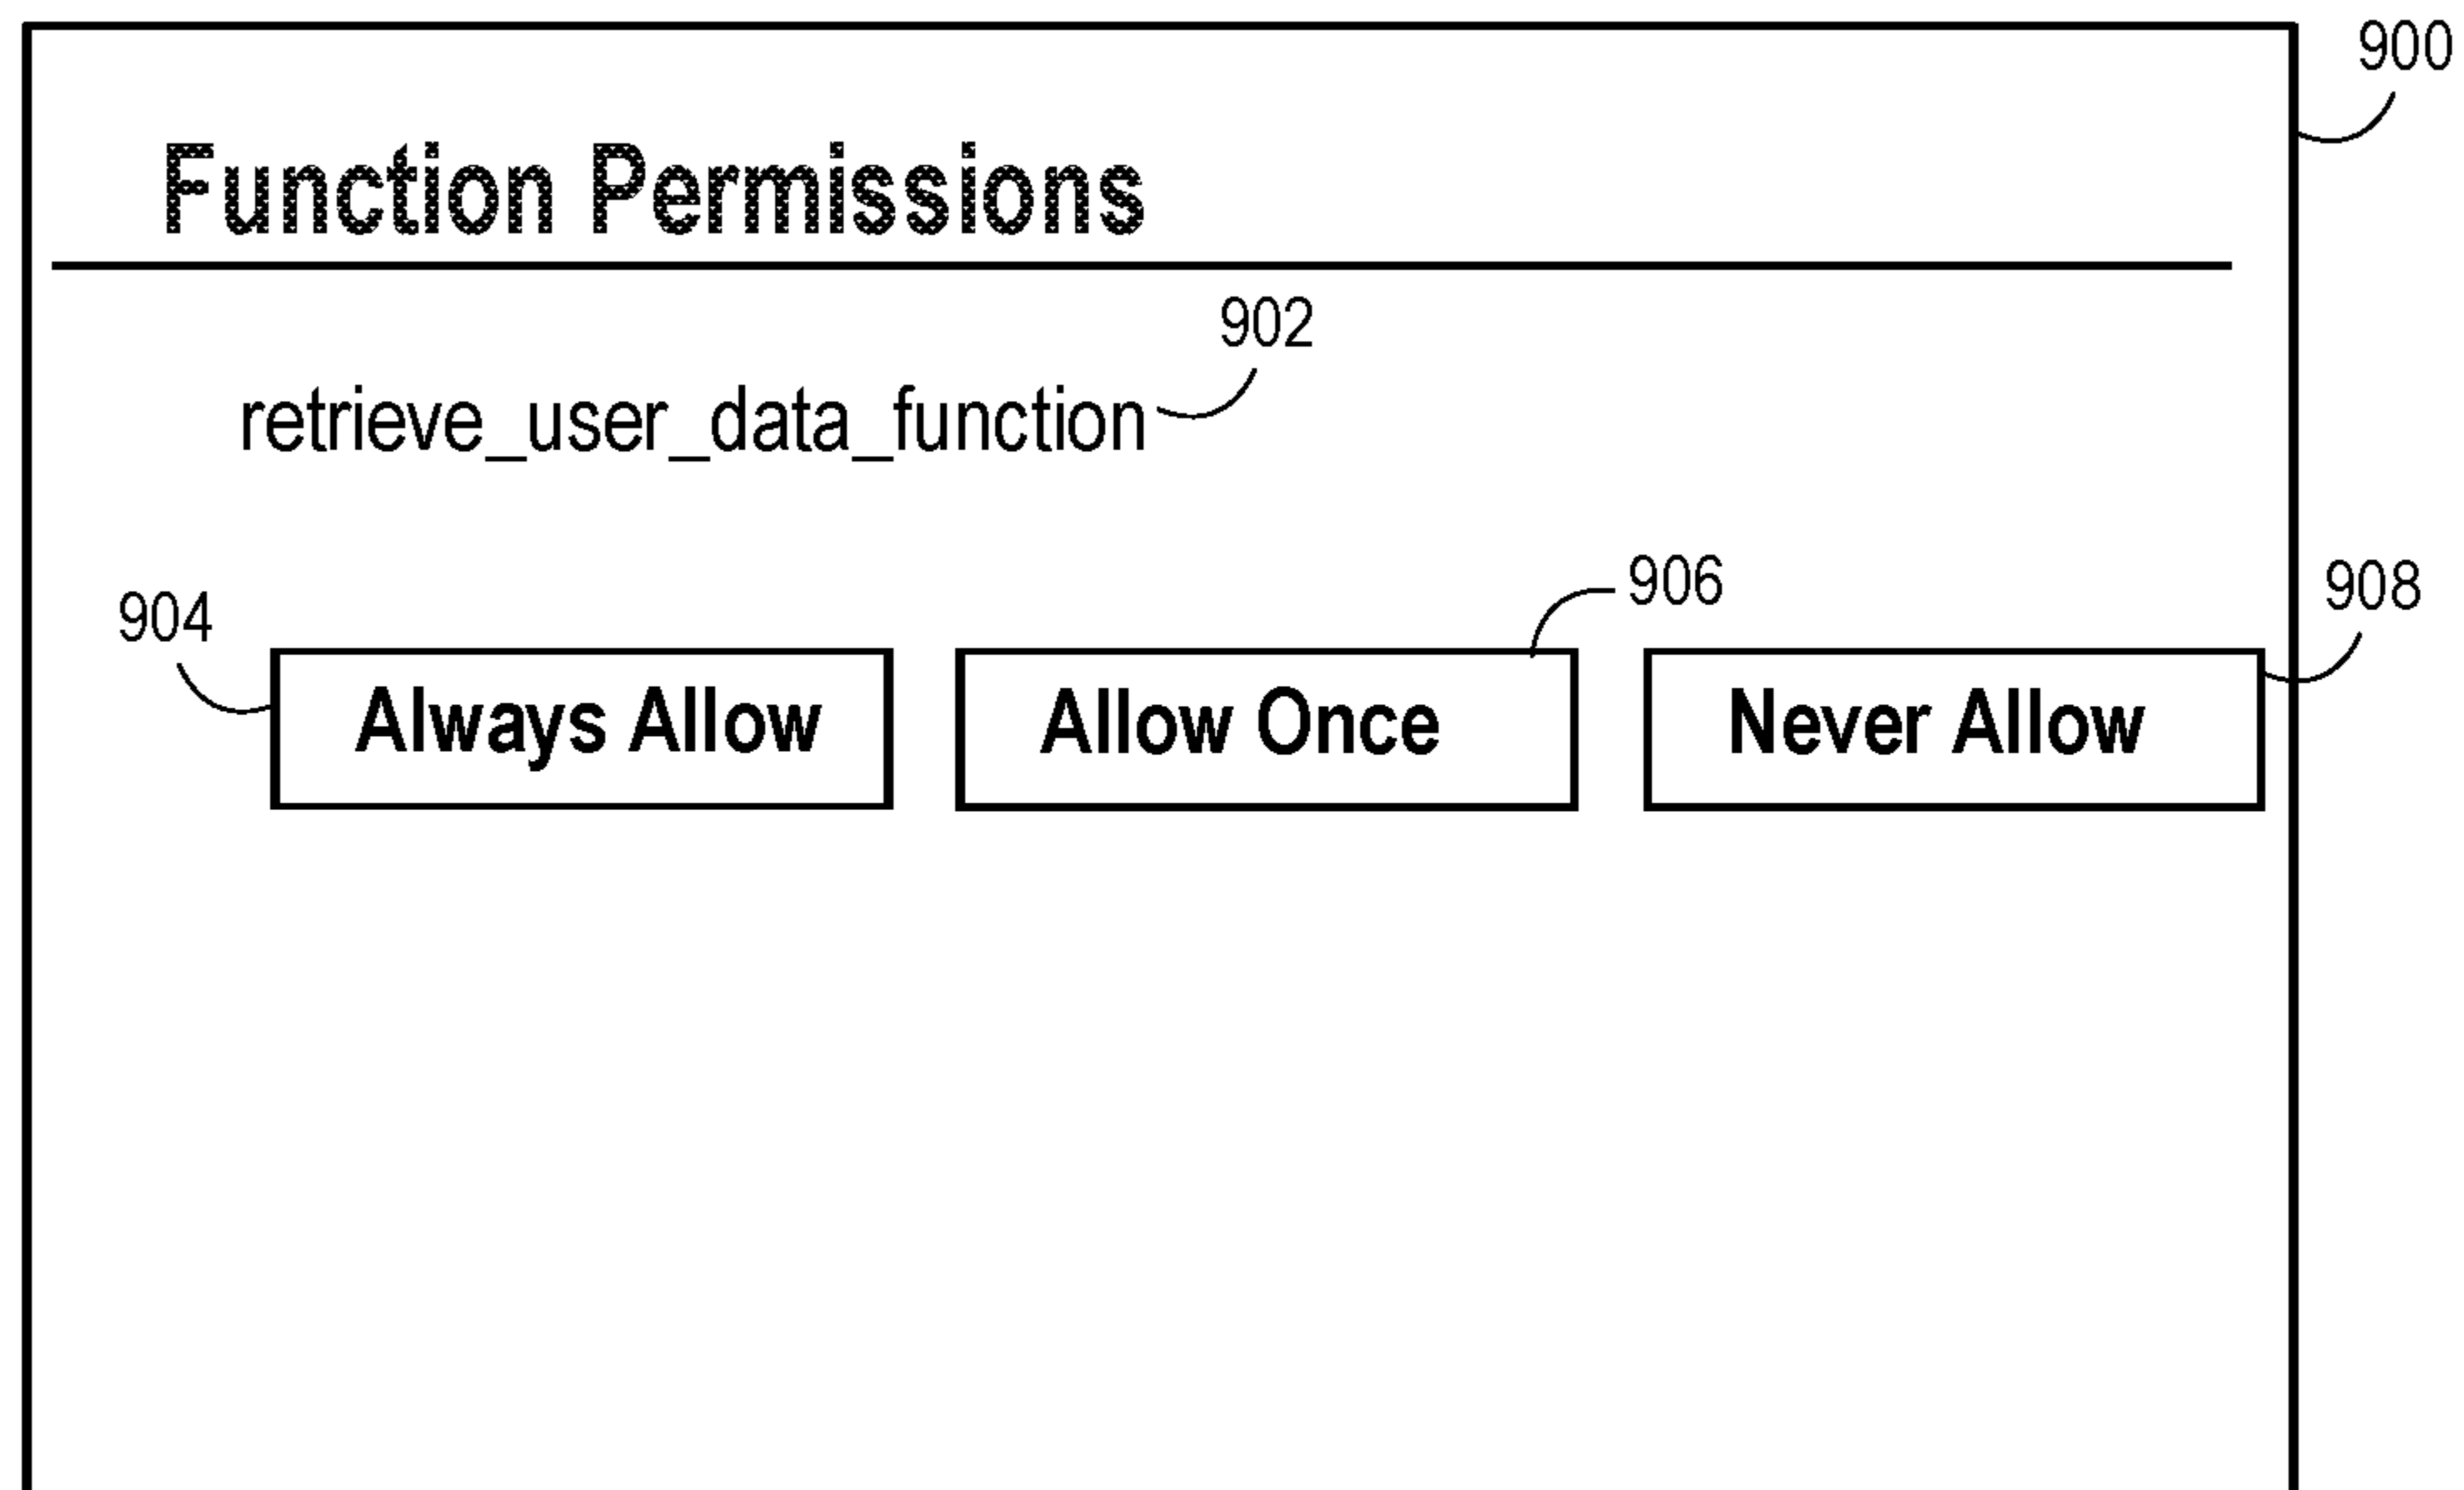 900
Function Permissions
902
retrieve_user_data_function
904
906
908
Always Allow
Allow Once
Never Allow